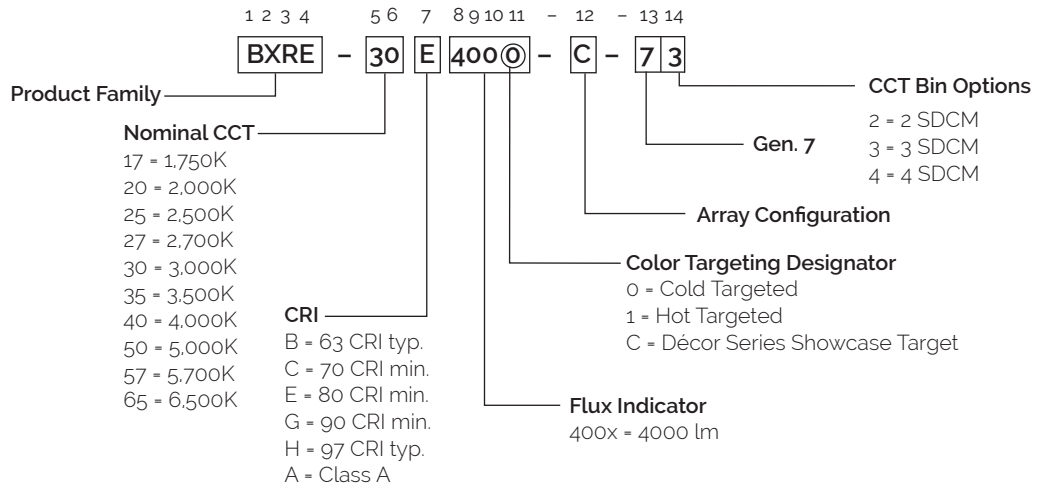 1 2 3 4 5 6 7 8 9 10 11 – 12 – 13 14
BXRE – 30 E 4000 – C – 7 3
Product Family
Nominal CCT
17 = 1,750K
20 = 2,000K
25 = 2,500K
27 = 2,700K
30 = 3,000K
35 = 3,500K
40 = 4,000K
50 = 5,000K
57 = 5,700K
65 = 6,500K
CRI
B = 63 CRI typ.
C = 70 CRI min.
E = 80 CRI min.
G = 90 CRI min.
H = 97 CRI typ.
A = Class A
Flux Indicator
400x = 4000 lm
Color Targeting Designator
0 = Cold Targeted
1 = Hot Targeted
C = Décor Series Showcase Target
Array Configuration
Gen. 7
CCT Bin Options
2 = 2 SDCM
3 = 3 SDCM
4 = 4 SDCM